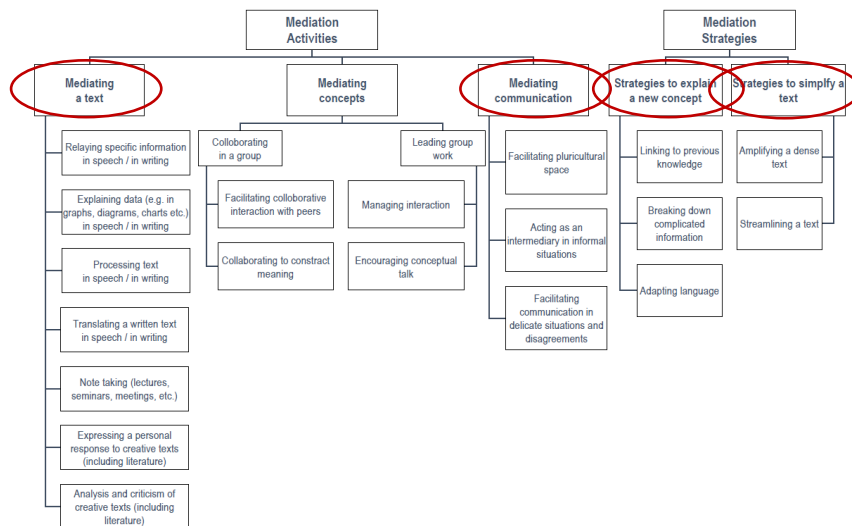 Mediation
Activities
Mediation
Strategies
Mediating
a text
Mediating
concepts
Mediating
communication
Strategies to explain
a new concept
Strategies to simplfy a
text
Relaying specific information
in speech / in writing
Explaining data (e.g. in
graphs, diagrams, charts etc.)
in speech / in writing
Processing text
in speech / in writing
Translating a written text
in speech / in writing
Note taking (lectures,
seminars, meetings, etc.)
Expressing a personal
response to creative texts
(including literature)
Analysis and criticism of
creative texts (including
literature)
Collaborating
in a group
Facilitating colloborative
interaction with peers
Collaborating to constract
meaning
Leading group
work
Managing interaction
Encouraging conceptual
talk
Facilitating pluricultural
space
Acting as an
intermediary in informal
situations
Facilitating
communication in
delicate situations and
disagreements
Linking to previous
knowledge
Breaking down
complicated
information
Adapting language
Amplifying a dense
text
Streamlining a text